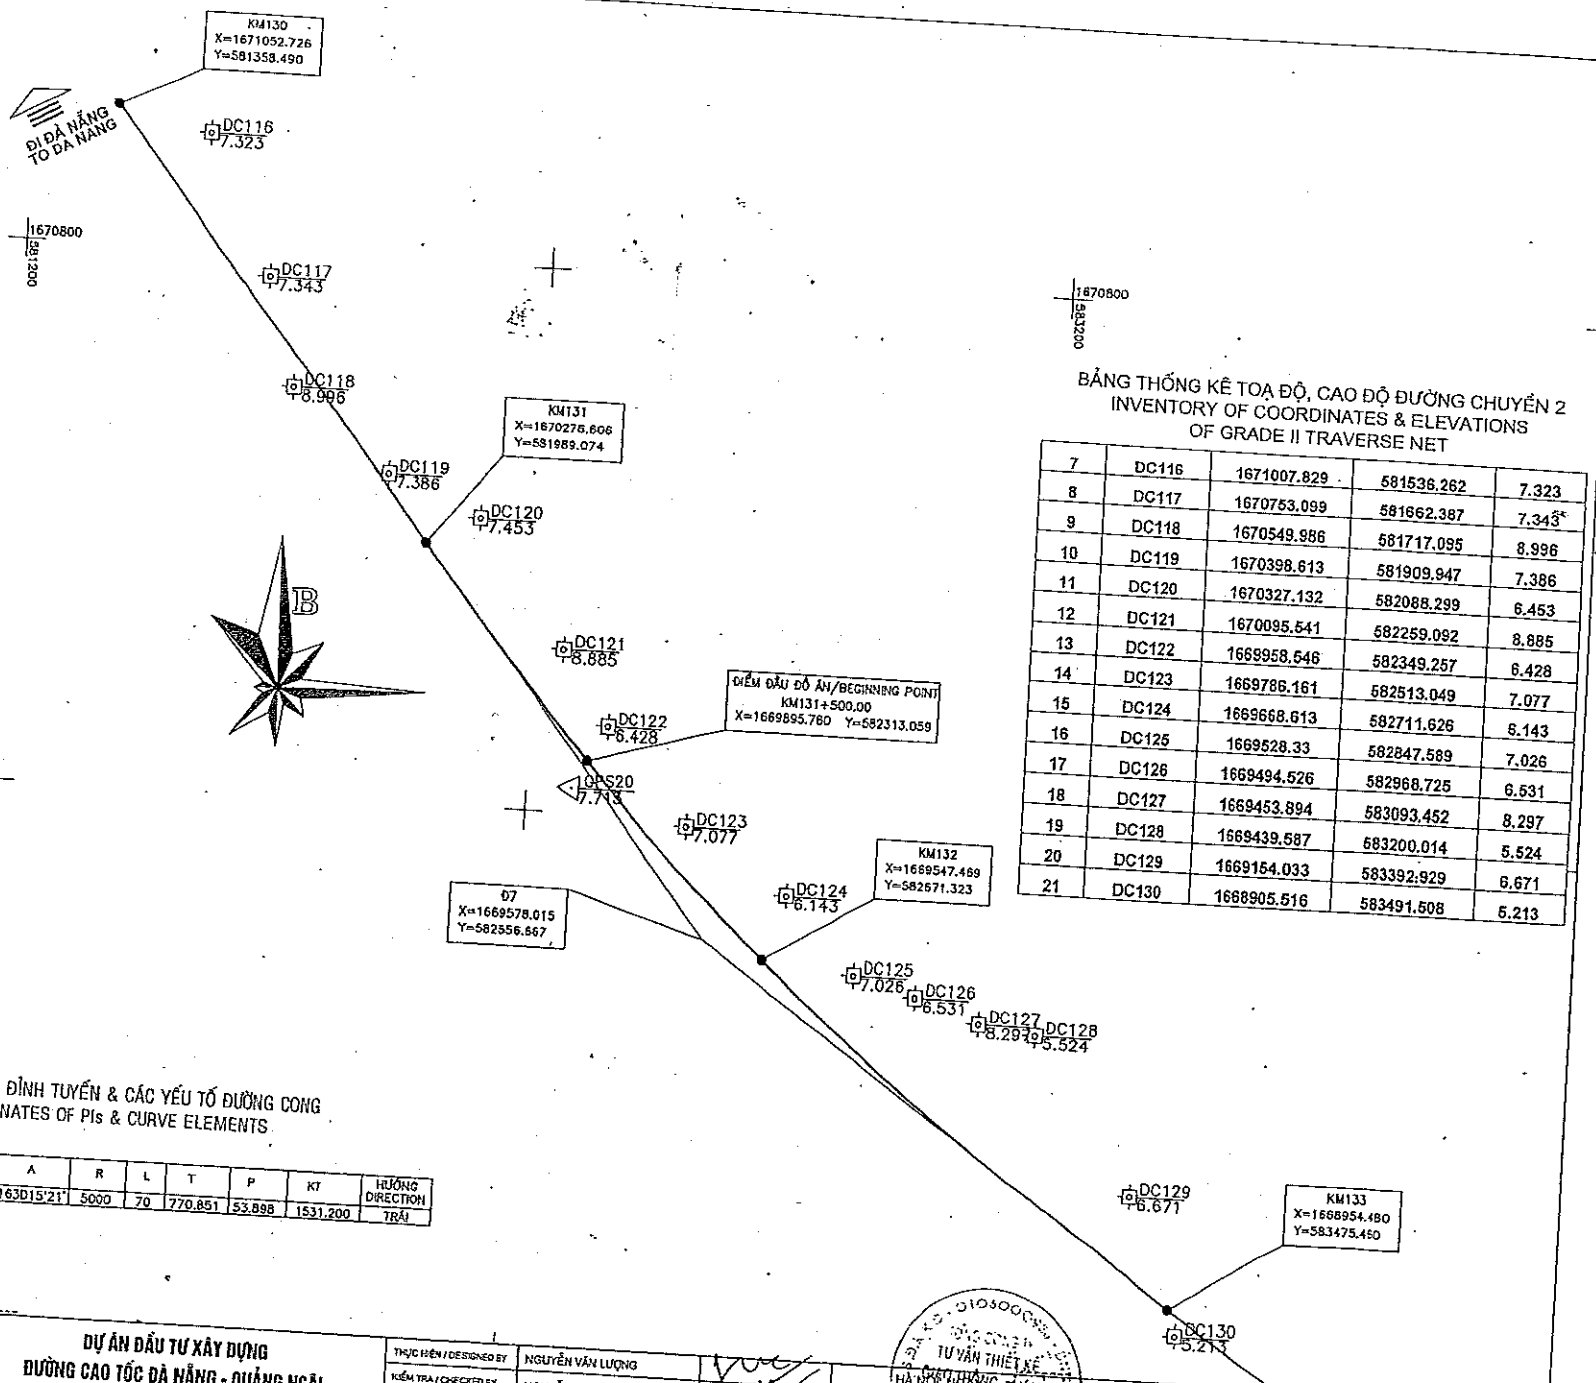 KM130
X=1671052.726
Y=581358.490
ĐI ĐÀ NẴNG
TO DA NANG
DC116
7.323
1670800
581200
DC117
7.343
1670800
583200
DC118
8.996
KM131
X=1670276.606
Y=581989.074
DC119
7.386
DC120
7.453
B
DC121
8.885
ĐIỂM ĐẦU ĐỒ ÁN/BEGINNING POINT
KM131+500.00
X=1669895.760 Y=582313.059
DC122
6.428
GPS20
7.713
DC123
7.077
KM132
X=1669547.469
Y=582671.323
DC124
6.143
Đ7
X=1669578.015
Y=582556.667
DC125
7.026
DC126
6.531
DC127
8.297
DC128
5.524
BẢNG THỐNG KÊ TOẠ ĐỘ, CAO ĐỘ ĐƯỜNG CHUYỀN 2
INVENTORY OF COORDINATES & ELEVATIONS
OF GRADE II TRAVERSE NET
7 DC116 1671007.829 581536.262 7.323
8 DC117 1670753.099 581662.387 7.343
9 DC118 1670549.986 581717.095 8.996
10 DC119 1670398.613 581909.947 7.386
11 DC120 1670327.132 582088.299 6.453
12 DC121 1670095.541 582259.092 8.885
13 DC122 1669958.546 582349.257 6.428
14 DC123 1669786.161 582513.049 7.077
15 DC124 1669668.613 582711.626 6.143
16 DC125 1669528.33 582847.589 7.026
17 DC126 1669494.526 582968.725 6.531
18 DC127 1669453.894 583093.452 8.297
19 DC128 1669439.587 583200.014 5.524
20 DC129 1669154.033 583392.929 6.671
21 DC130 1668905.516 583491.508 5.213
ĐỈNH TUYẾN & CÁC YẾU TỐ ĐƯỜNG CONG
NATES OF PIs & CURVE ELEMENTS
A R L T P KT HƯỚNG DIRECTION
163D15'21" 5000 70 770.851 53.898 1531.200 TRÁI
DC129
6.671
KM133
X=1668954.480
Y=583475.450
DC130
5.213
DỰ ÁN ĐẦU TƯ XÂY DỰNG
ĐƯỜNG CAO TỐC ĐÀ NẴNG - QUẢNG NGÃI
THỰC HIỆN / DESIGNED BY NGUYỄN VĂN LƯỢNG
KIỂM TRA / CHECKED BY
TƯ VẤN THIẾT KẾ